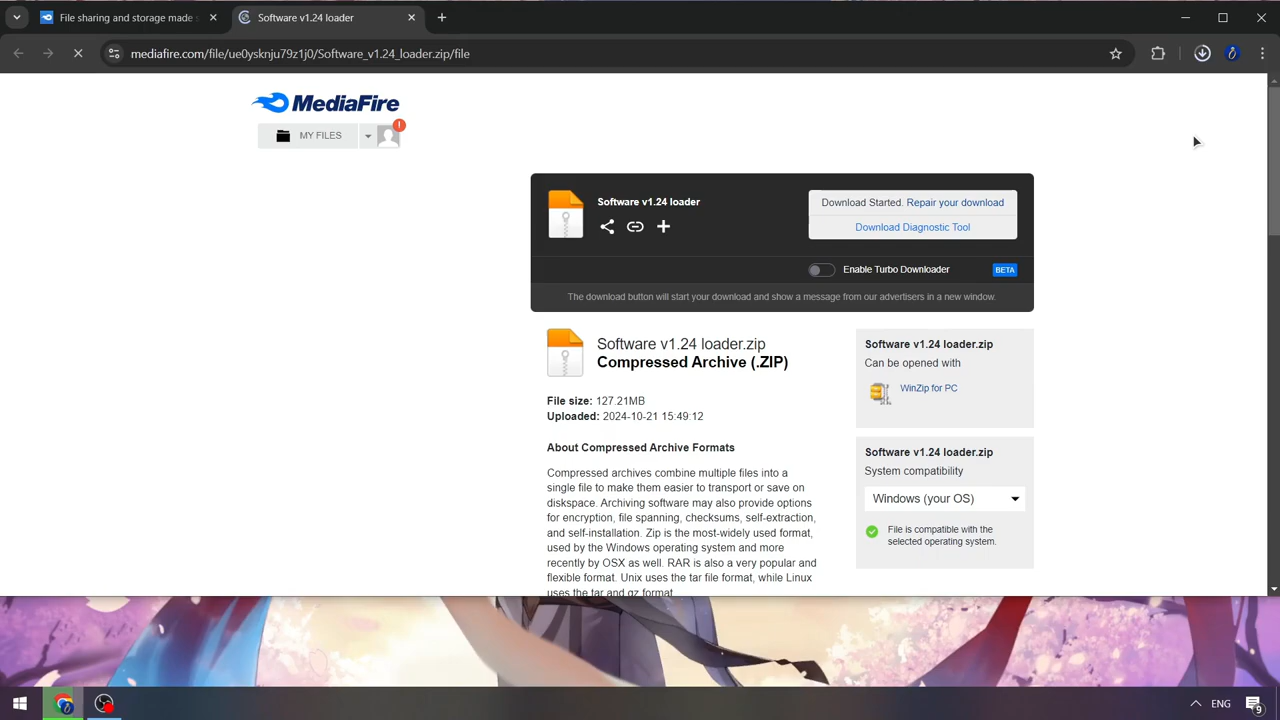 File sharing and storage made s
Software v1.24 loader
mediafire.com/file/ue0ysknju79z1j0/Software_v1.24_loader.zip/file
MediaFire
MY FILES
!
Software v1.24 loader
Download Started. Repair your download
Download Diagnostic Tool
Enable Turbo Downloader
BETA
The download button will start your download and show a message from our advertisers in a new window.
Software v1.24 loader.zip
Compressed Archive (.ZIP)
File size: 127.21MB
Uploaded: 2024-10-21 15:49:12
About Compressed Archive Formats
Compressed archives combine multiple files into a
single file to make them easier to transport or save on
diskspace. Archiving software may also provide options
for encryption, file spanning, checksums, self-extraction,
and self-installation. Zip is the most-widely used format,
used by the Windows operating system and more
recently by OSX as well. RAR is also a very popular and
flexible format. Unix uses the tar file format, while Linux
uses the tar and gz format
Software v1.24 loader.zip
Can be opened with
WinZip for PC
Software v1.24 loader.zip
System compatibility
Windows (your OS)
File is compatible with the
selected operating system.
ENG
9